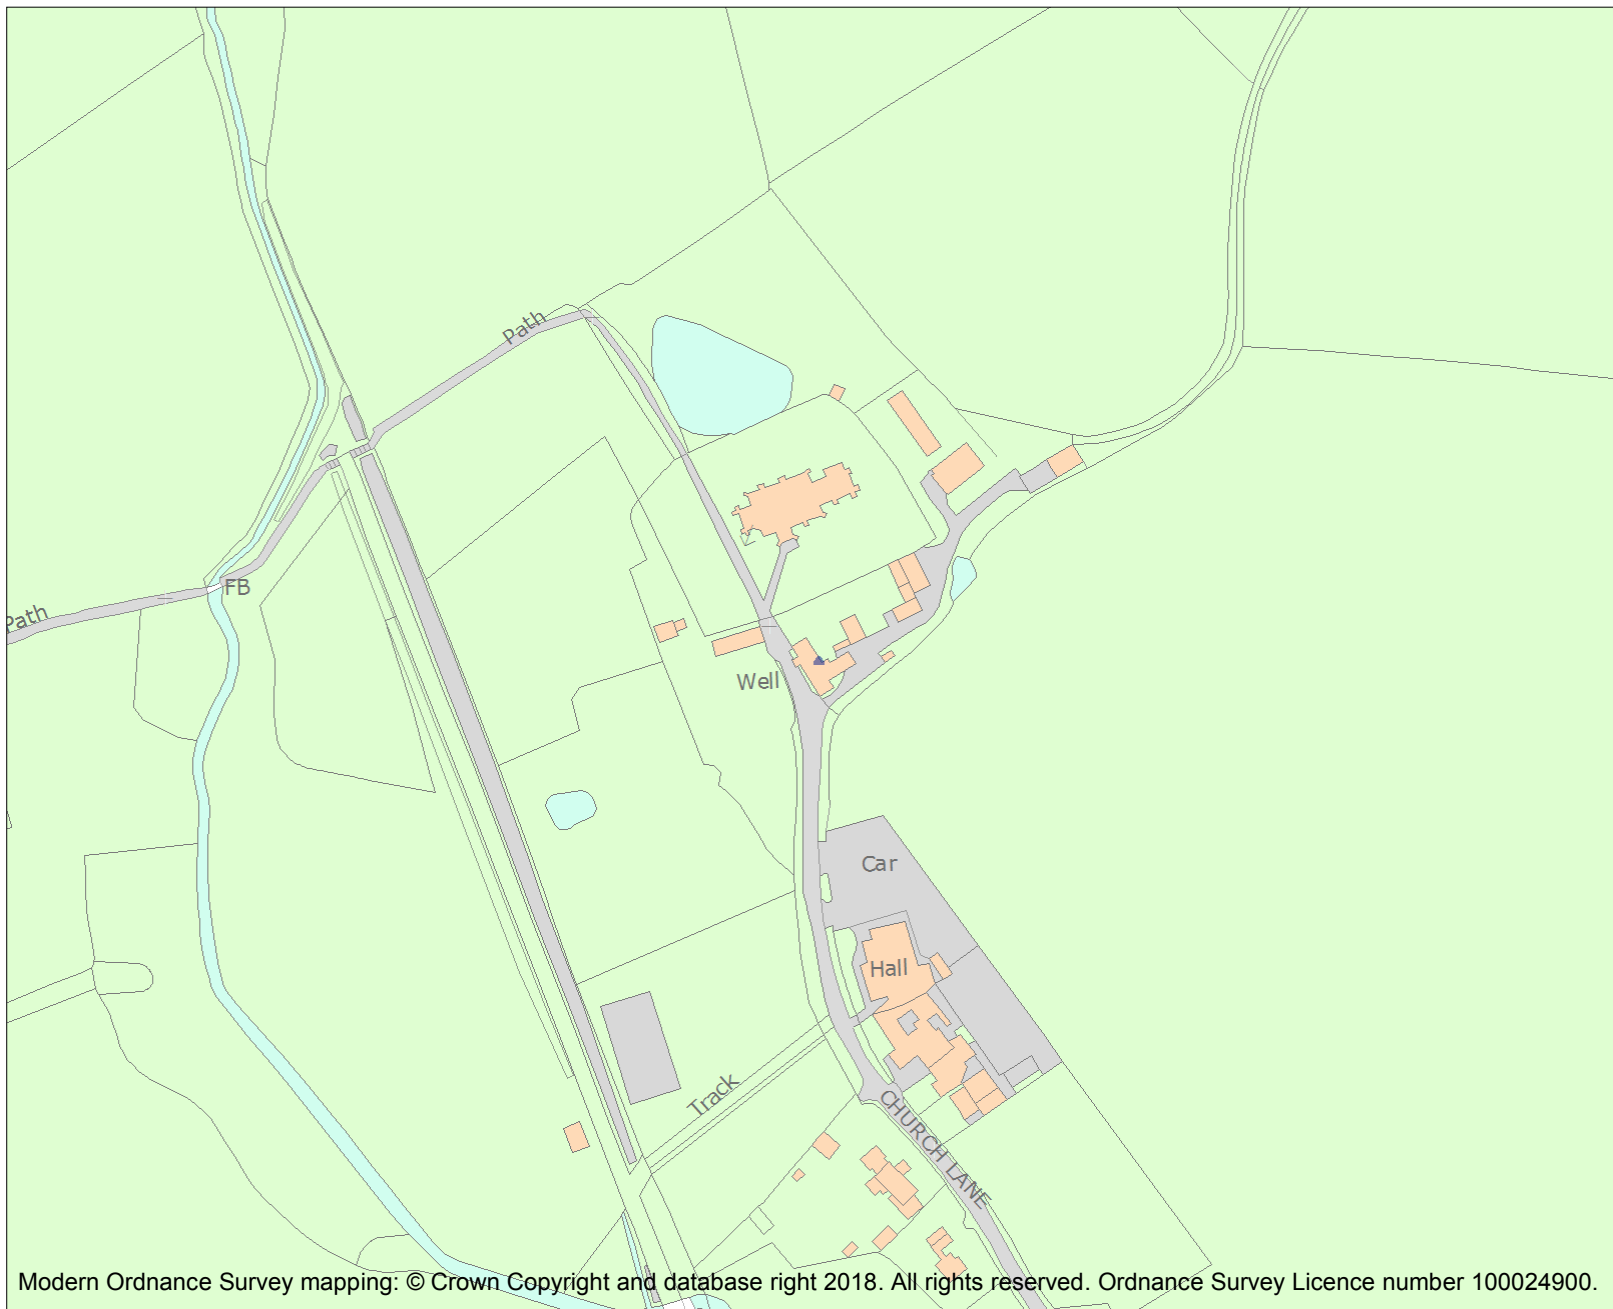 Path
FB
Path
Well
Car
Hall
Track
CHURCH LANE
Modern Ordnance Survey mapping: © Crown Copyright and database right 2018. All rights reserved. Ordnance Survey Licence number 100024900.